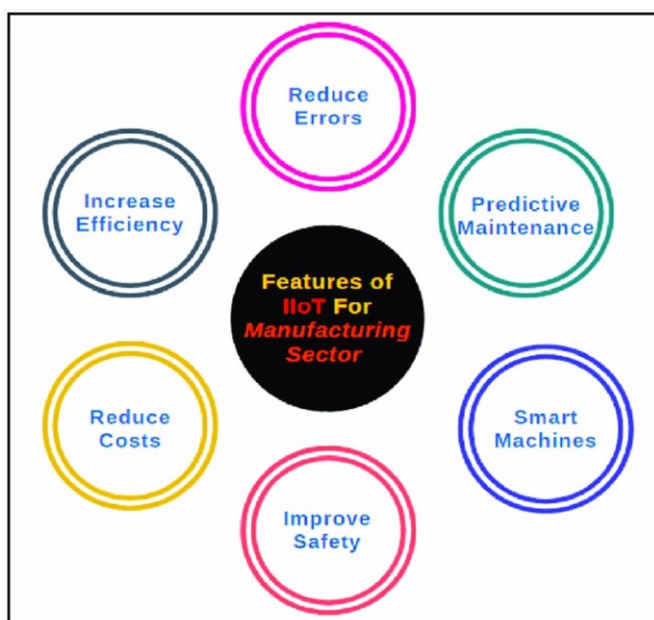 Reduce
Errors
Increase
Efficiency
Predictive
Maintenance
Features of
IIoT For
Manufacturing
Sector
Reduce
Costs
Smart
Machines
Improve
Safety